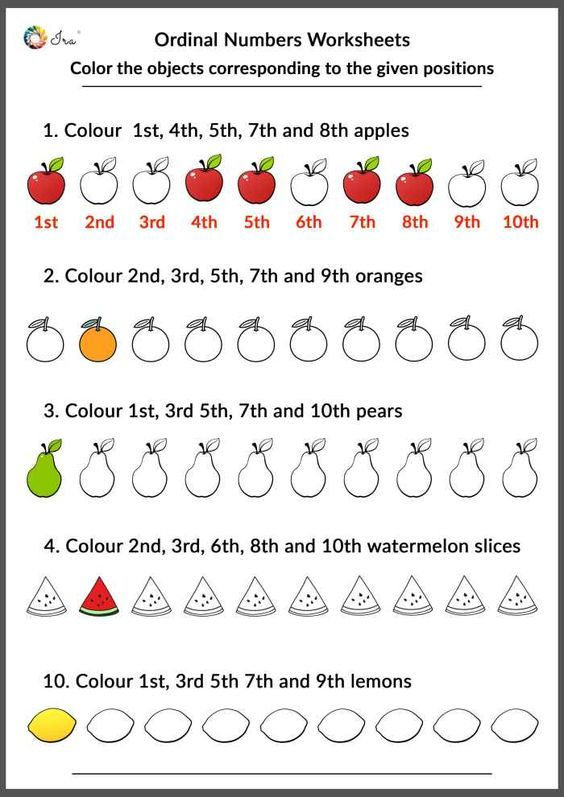 Ira
Ordinal Numbers Worksheets
Color the objects corresponding to the given positions
1. Colour 1st, 4th, 5th, 7th and 8th apples
1st 2nd 3rd 4th 5th 6th 7th 8th 9th 10th
2. Colour 2nd, 3rd, 5th, 7th and 9th oranges
3. Colour 1st, 3rd 5th, 7th and 10th pears
4. Colour 2nd, 3rd, 6th, 8th and 10th watermelon slices
10. Colour 1st, 3rd 5th 7th and 9th lemons